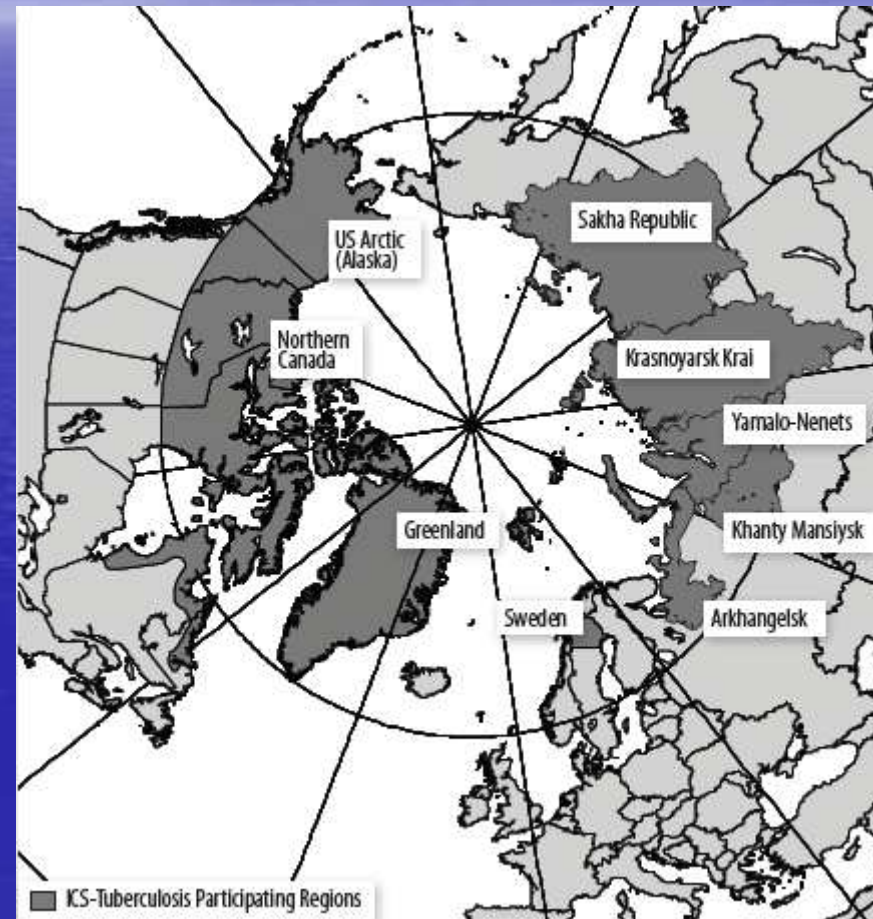 Sakha Republic
US Arctic
(Alaska)
Northern
Canada
Krasnoyarsk Krai
Yamalo-Nenets
Greenland
Khanty Mansiysk
Sweden
Arkhangelsk
ICS-Tuberculosis Participating Regions